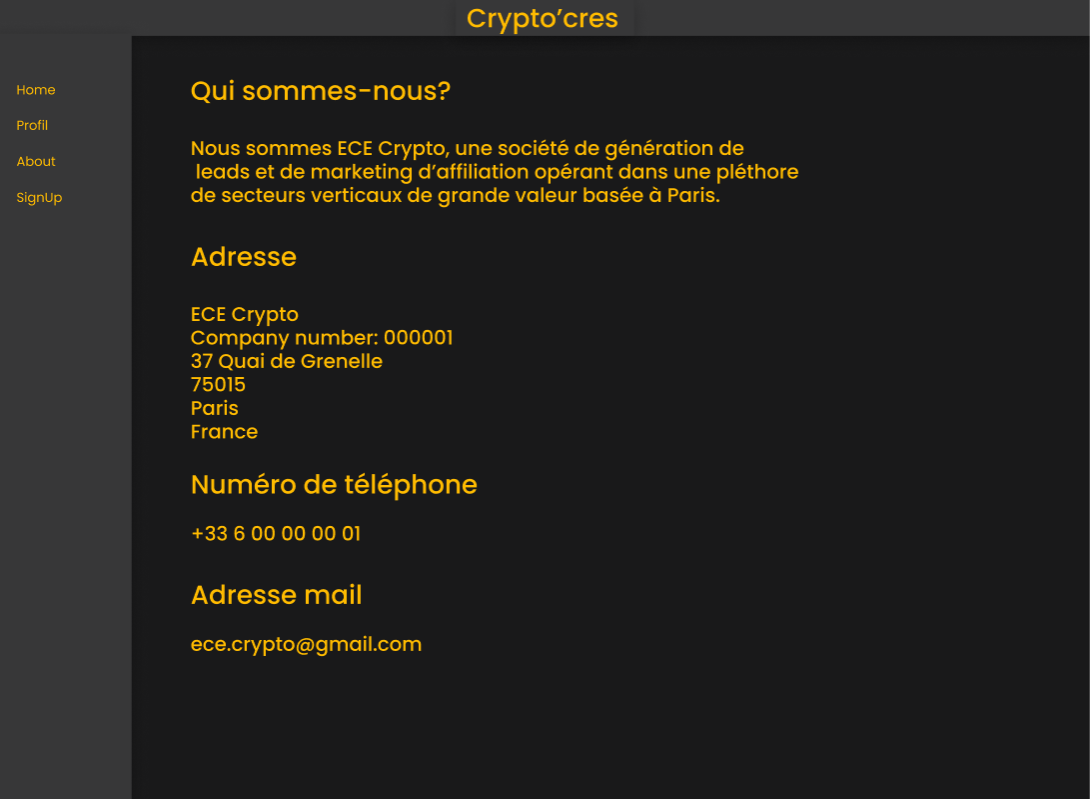 Crypto’cres
Home
Profil
About
SignUp
Qui sommes-nous?
Nous sommes ECE Crypto, une société de génération de
leads et de marketing d’affiliation opérant dans une pléthore
de secteurs verticaux de grande valeur basée à Paris.
Adresse
ECE Crypto
Company number: 000001
37 Quai de Grenelle
75015
Paris
France
Numéro de téléphone
+33 6 00 00 00 01
Adresse mail
ece.crypto@gmail.com